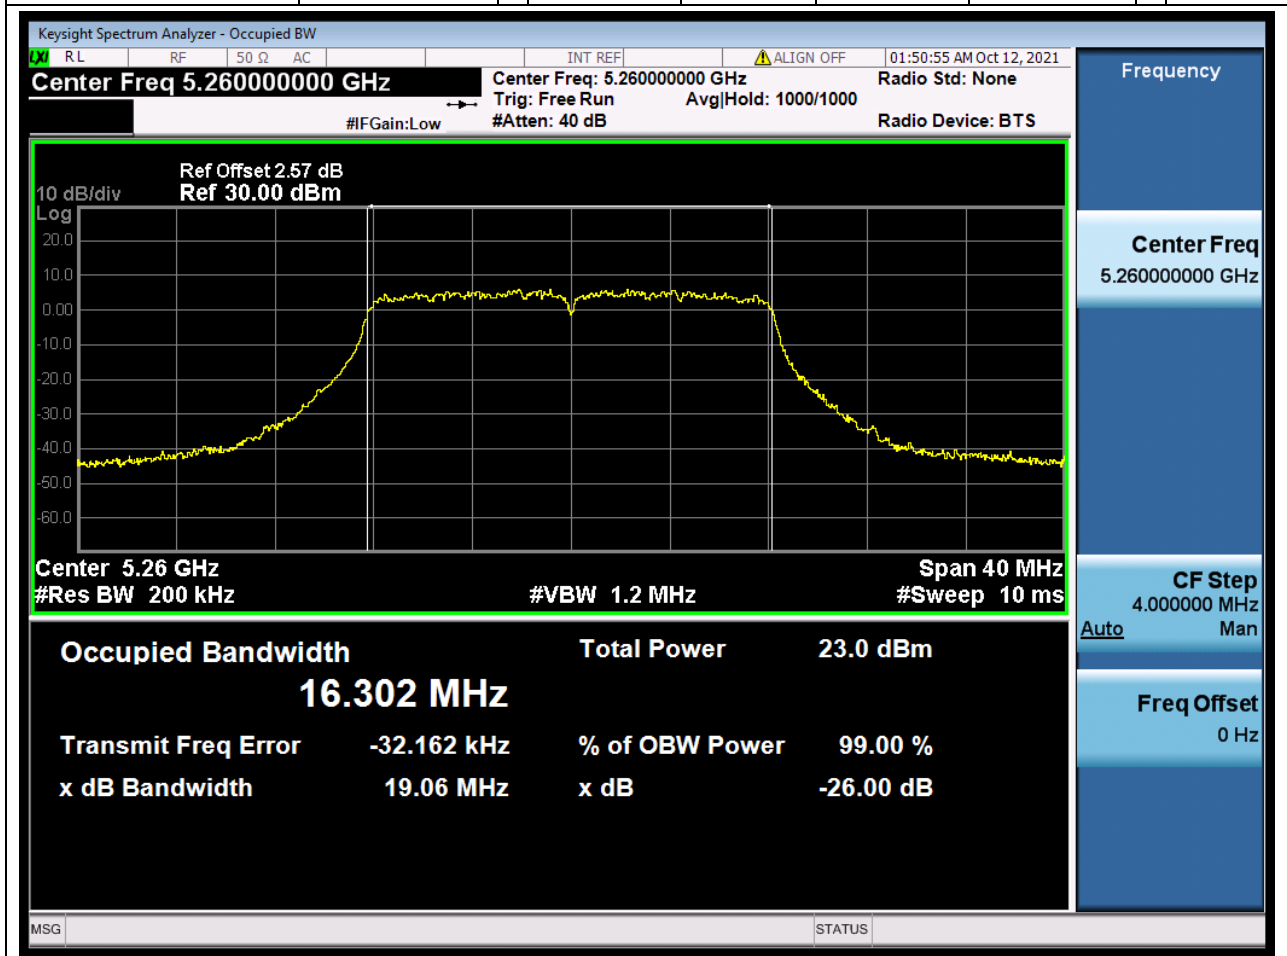 Keysight Spectrum Analyzer - Occupied BW
LXI RL RF 50 Ω AC INT REF ALIGN OFF 01:50:55 AM Oct 12, 2021
Center Freq 5.260000000 GHz
Center Freq: 5.260000000 GHz
Radio Std: None
Trig: Free Run Avg|Hold: 1000/1000
#IFGain:Low
#Atten: 40 dB
Radio Device: BTS
Ref Offset 2.57 dB
10 dB/div Ref 30.00 dBm
Log
20.0
10.0
0.00
-10.0
-20.0
-30.0
-40.0
-50.0
-60.0
Center 5.26 GHz Span 40 MHz
#Res BW 200 kHz #VBW 1.2 MHz #Sweep 10 ms
Occupied Bandwidth Total Power 23.0 dBm
16.302 MHz
Transmit Freq Error -32.162 kHz % of OBW Power 99.00 %
x dB Bandwidth 19.06 MHz x dB -26.00 dB
MSG STATUS
Frequency
Center Freq
5.260000000 GHz
CF Step
4.000000 MHz
Auto Man
Freq Offset
0 Hz